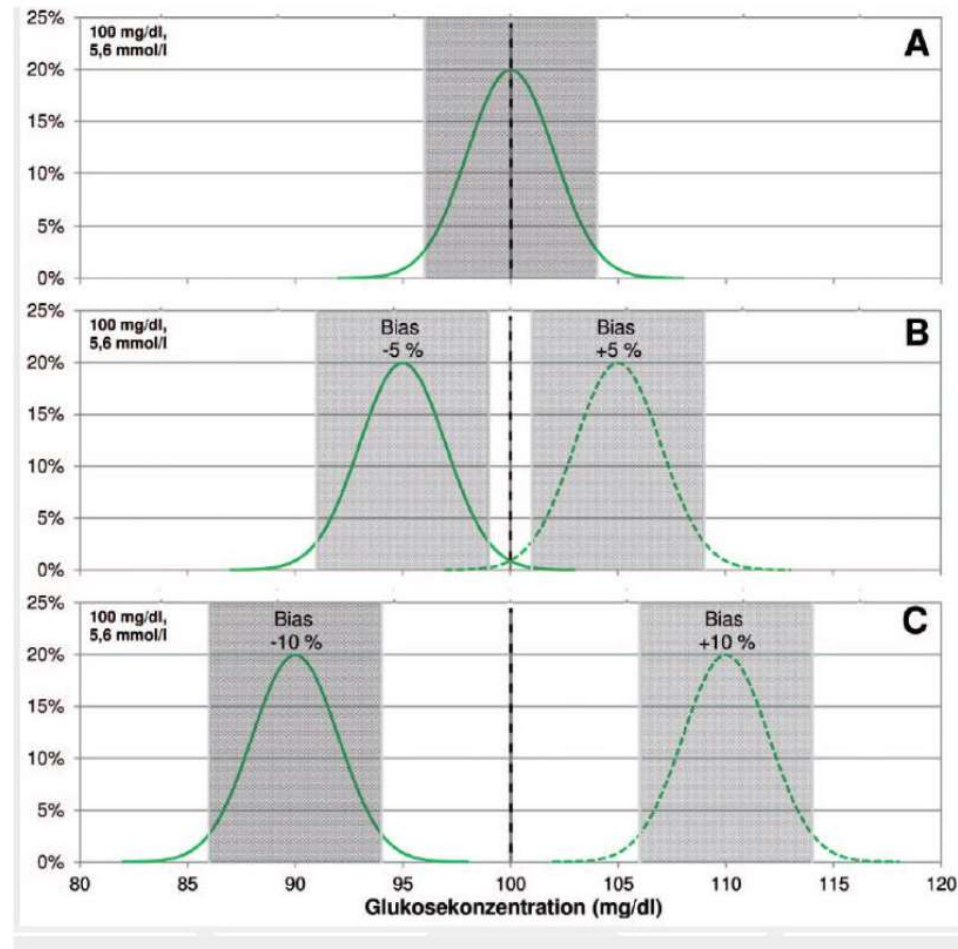 25%
100 mg/dl,
5,6 mmol/l
A
20%
15%
10%
5%
0%
25%
100 mg/dl,
5,6 mmol/l
Bias
-5 %
Bias
+5 %
B
20%
15%
10%
5%
0%
25%
100 mg/dl,
5,6 mmol/l
Bias
-10 %
Bias
+10 %
C
20%
15%
10%
5%
0%
80 85 90 95 100 105 110 115 120
Glukosekonzentration (mg/dl)